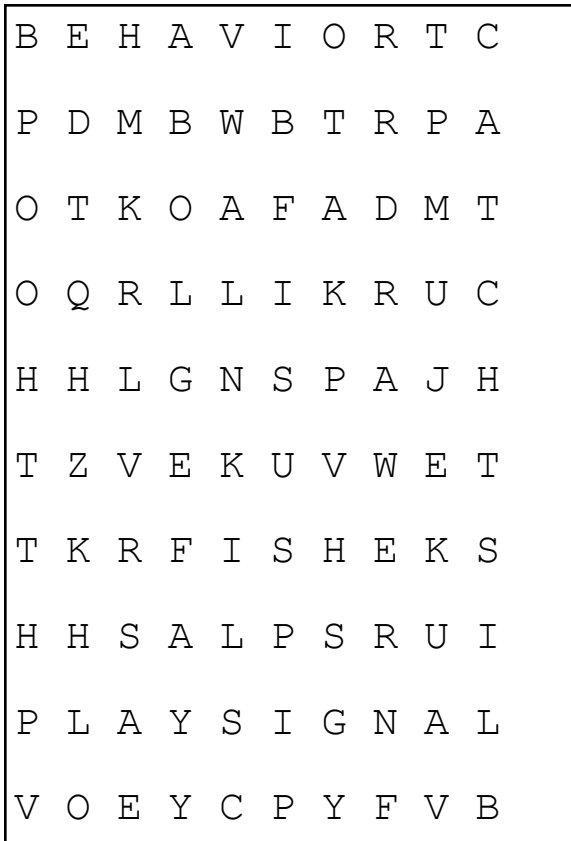 B E H A V I O R T C
P D M B W B T R P A
O T K O A F A D M T
O Q R L L I K R U C
H H L G N S P A J H
T Z V E K U V W E T
T K R F I S H E K S
H H S A L P S R U I
P L A Y S I G N A L
V O E Y C P Y F V B